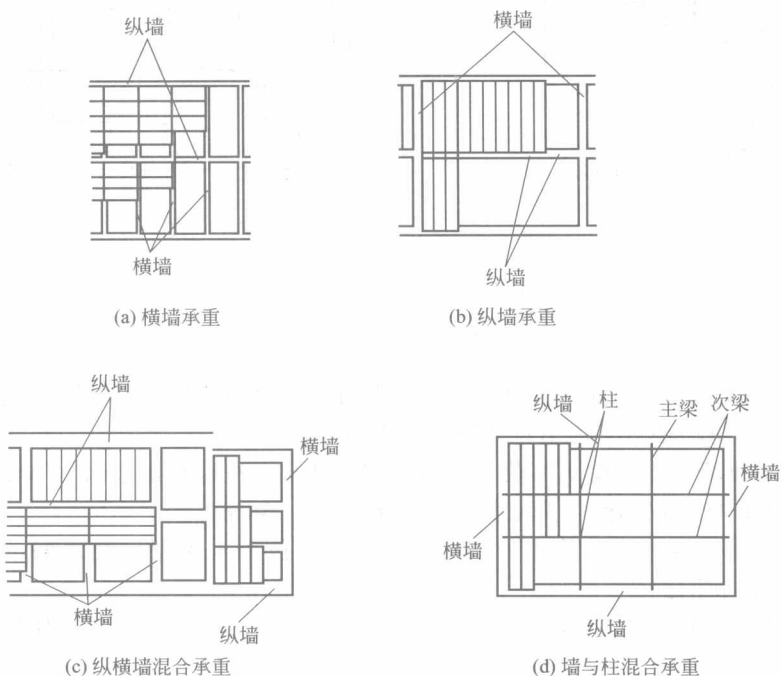 纵墙
横墙
横墙
纵墙
(a) 横墙承重
(b) 纵墙承重
纵墙
横墙
横墙
纵墙
(c) 纵横墙混合承重
纵墙
柱
主梁
次梁
横墙
横墙
纵墙
(d) 墙与柱混合承重